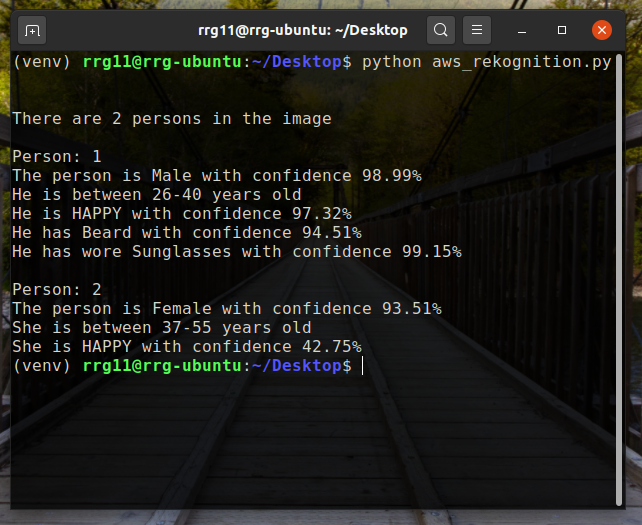 rrg11@rrg-ubuntu: ~/Desktop
(venv) rrg11@rrg-ubuntu:~/Desktop$ python aws_rekognition.py
There are 2 persons in the image
Person: 1
The person is Male with confidence 98.99%
He is between 26-40 years old
He is HAPPY with confidence 97.32%
He has Beard with confidence 94.51%
He has wore Sunglasses with confidence 99.15%
Person: 2
The person is Female with confidence 93.51%
She is between 37-55 years old
She is HAPPY with confidence 42.75%
(venv) rrg11@rrg-ubuntu:~/Desktop$